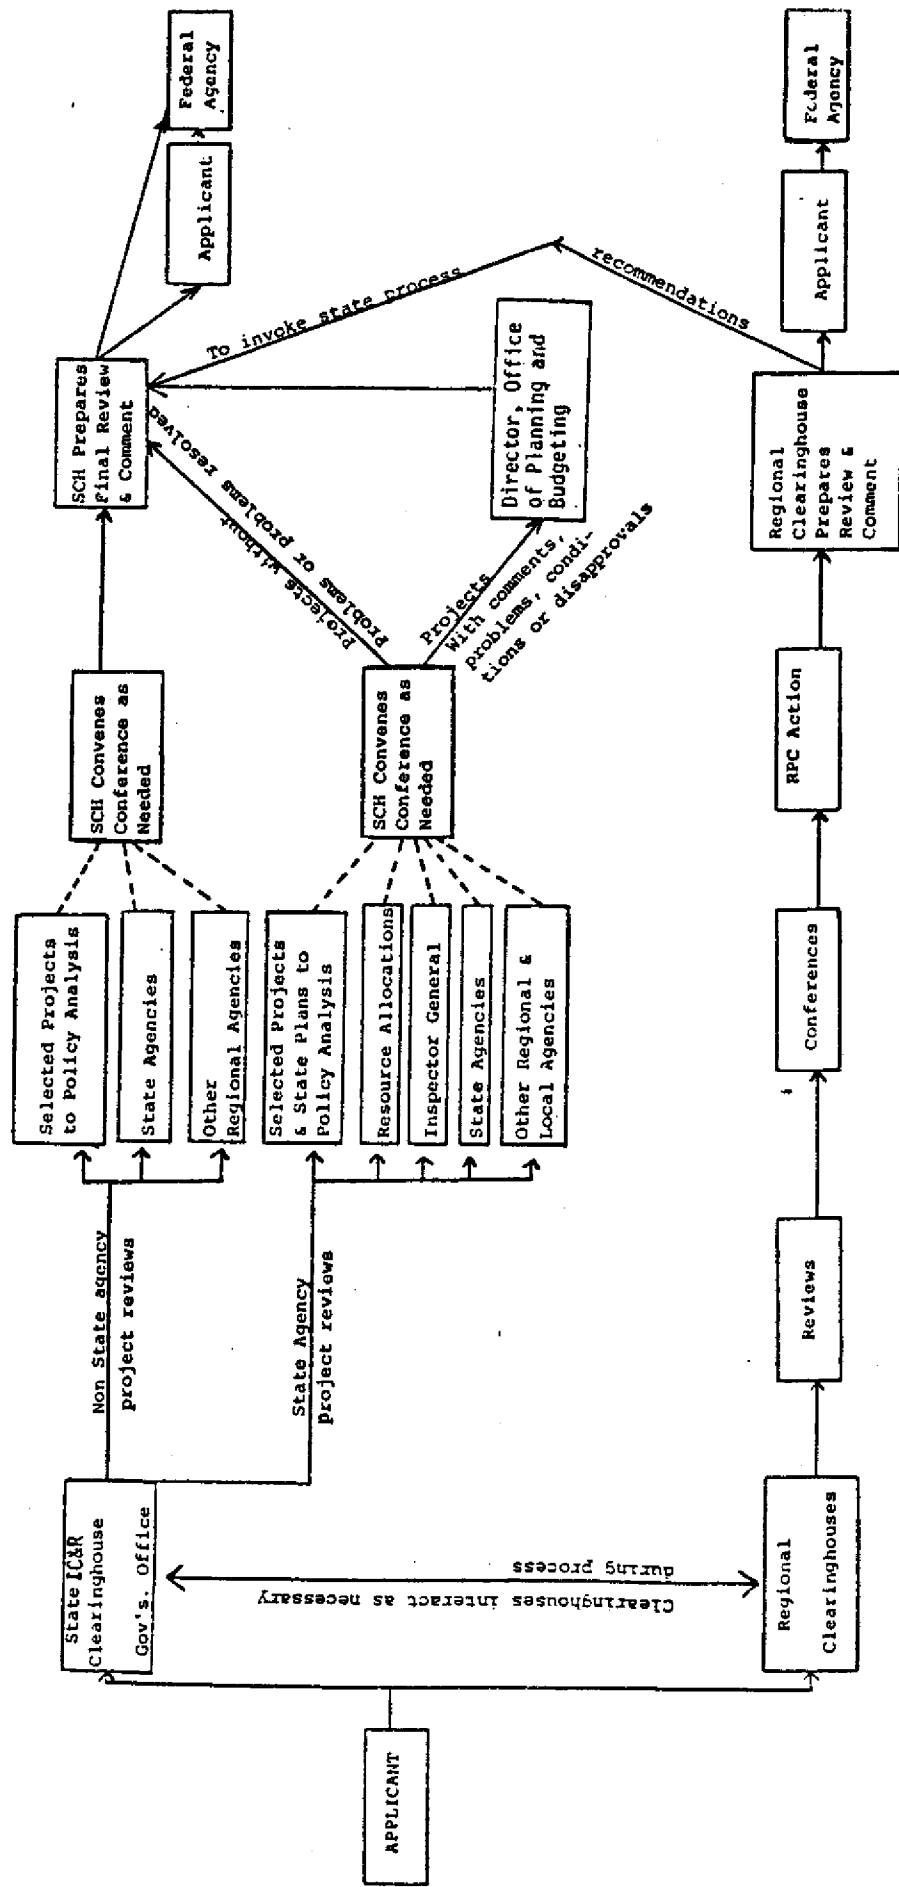 APPLICANT
State IC&R
Clearinghouse
Gov's. Office
Clearinghouses interact as necessary
during process
Regional
Clearinghouses
Non State agency
project reviews
State Agency
project reviews
Selected Projects
to Policy Analysis
State Agencies
Other
Regional Agencies
Selected Projects
& State Plans to
Policy Analysis
Resource Allocations
Inspector General
State Agencies
Other Regional &
Local Agencies
SCH Convenes
Conference as
Needed
SCH Convenes
Conference as
Needed
Projects without
Problems or problems resolved
Projects
With comments,
problems, condi-
tions or disapprovals
SCH Prepares
Final Review
& Comment
Director, Office
of Planning and
Budgeting
To invoke state process
recommendations
Applicant
Federal
Agency
Reviews
Conferences
RPC Action
Regional
Clearinghouse
Prepares
Review &
Comment
Applicant
Federal
Agency